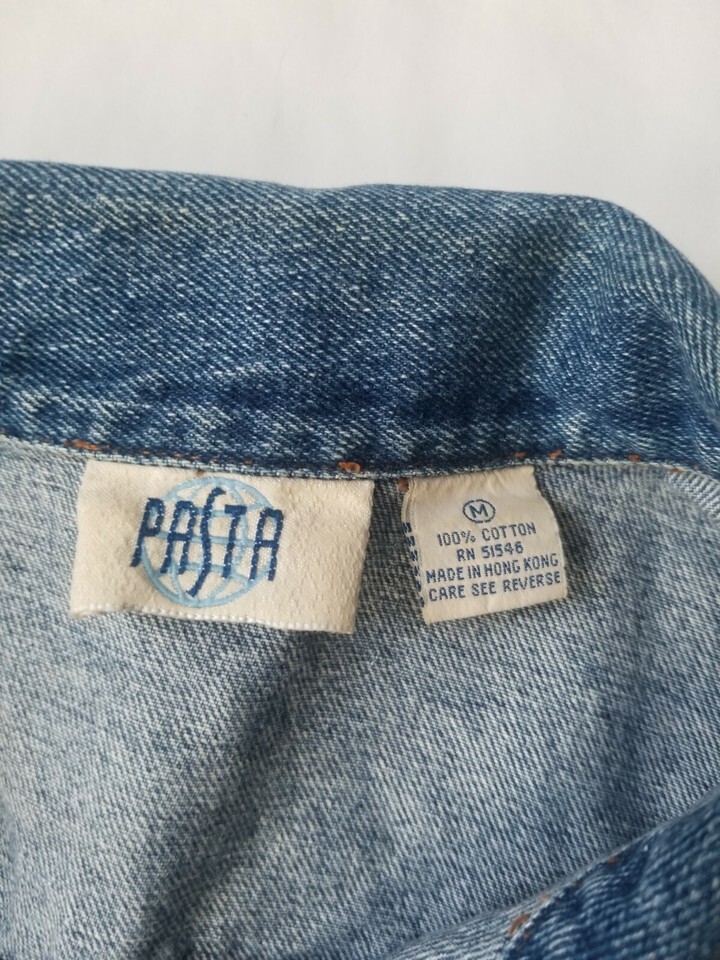 PASTA
M
100% COTTON
RN 51546
MADE IN HONG KONG
CARE SEE REVERSE